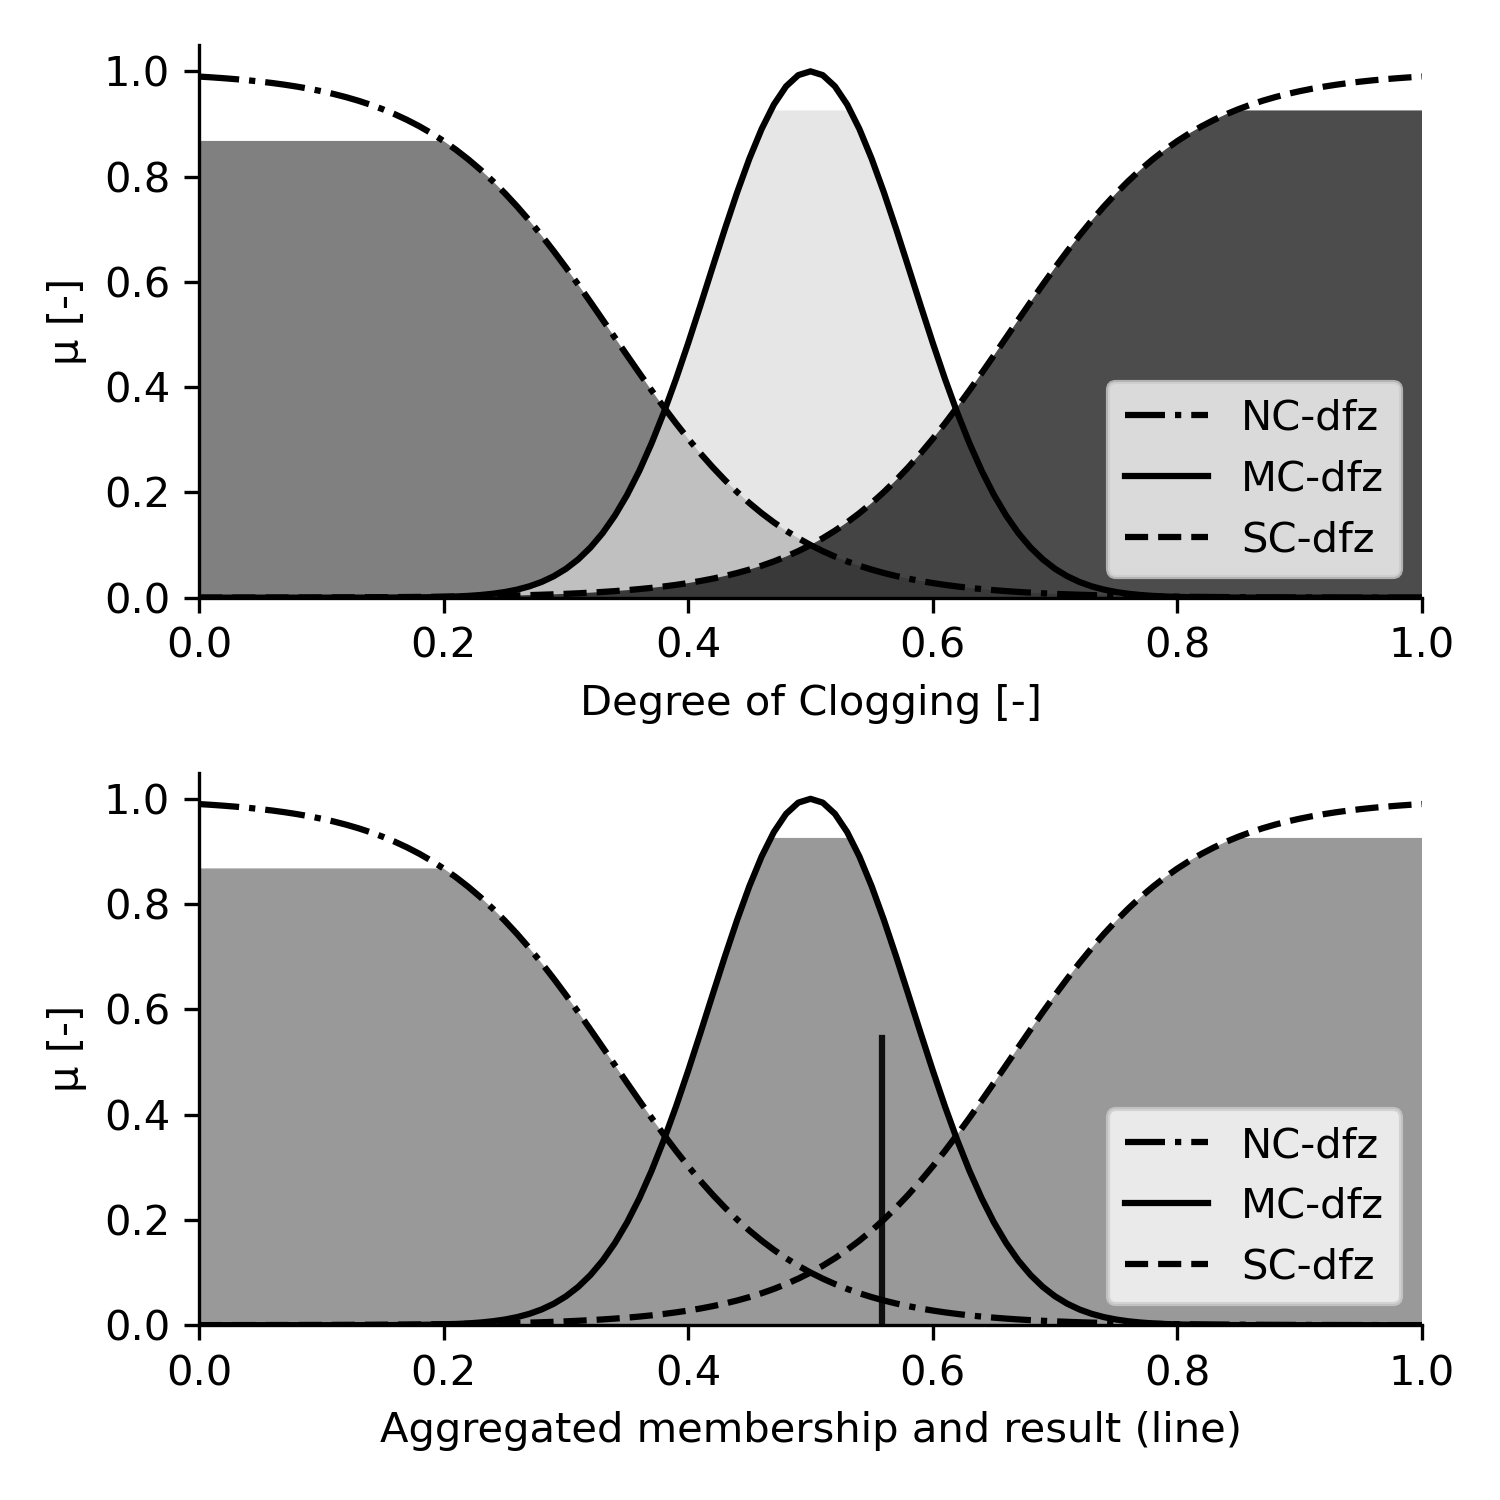 1.0
0.8
0.6
0.4
0.2
0.0
µ [-]
NC-dfz
MC-dfz
SC-dfz
0.0 0.2 0.4 0.6 0.8 1.0
Degree of Clogging [-]
1.0
0.8
0.6
0.4
0.2
0.0
µ [-]
NC-dfz
MC-dfz
SC-dfz
0.0 0.2 0.4 0.6 0.8 1.0
Aggregated membership and result (line)